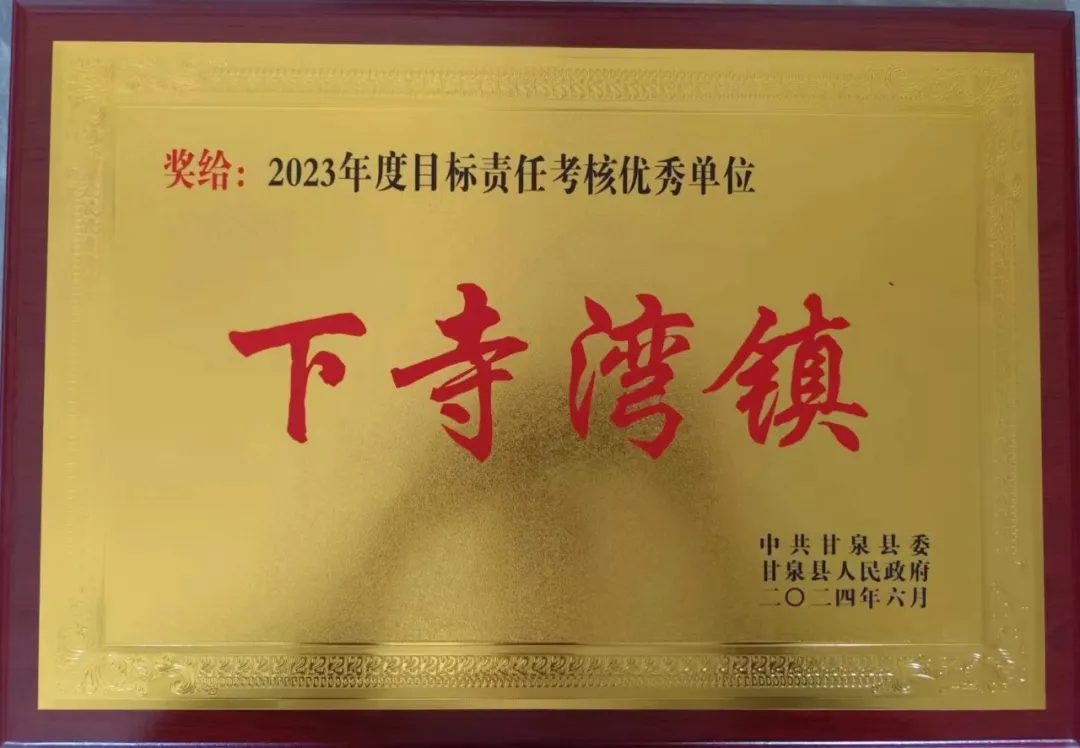 奖给：2023年度目标责任考核优秀单位
下寺湾镇
中共甘泉县委
甘泉县人民政府
二〇二四年六月